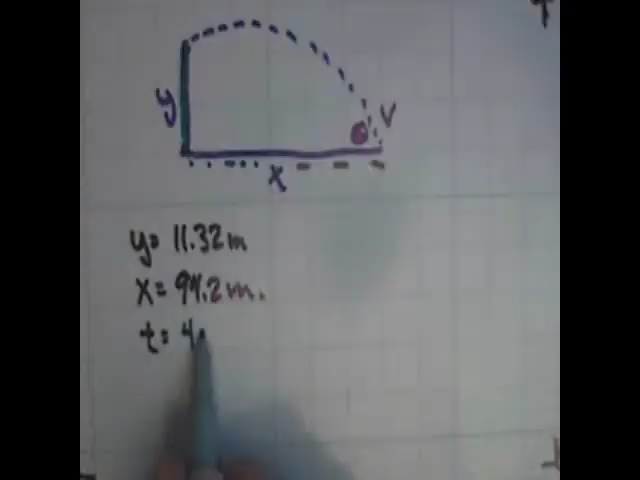 y
v
x
y= 11.32m
x= 94.2m.
t= 4